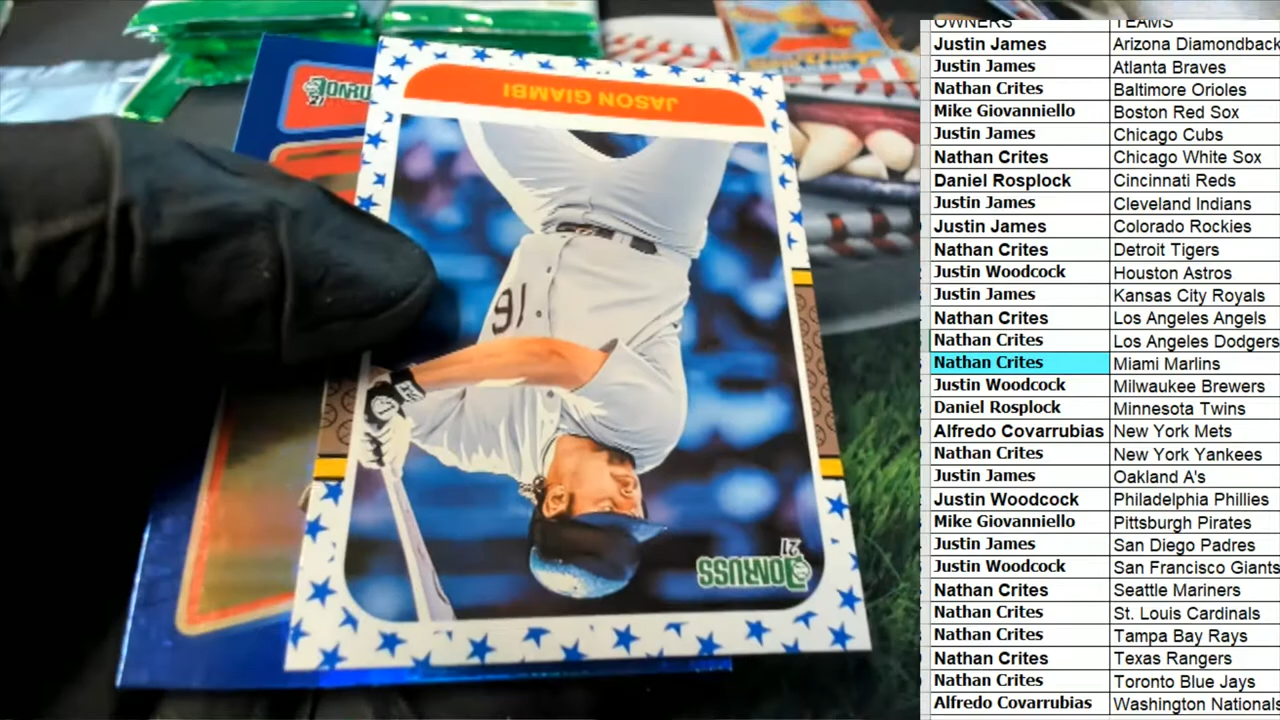 JASON GIAMBI
16
DONRUSS
21
DONRU
21
OWNERS TEAMS
Justin James Arizona Diamondback
Justin James Atlanta Braves
Nathan Crites Baltimore Orioles
Mike Giovanniello Boston Red Sox
Justin James Chicago Cubs
Nathan Crites Chicago White Sox
Daniel Rosplock Cincinnati Reds
Justin James Cleveland Indians
Justin James Colorado Rockies
Nathan Crites Detroit Tigers
Justin Woodcock Houston Astros
Justin James Kansas City Royals
Nathan Crites Los Angeles Angels
Nathan Crites Los Angeles Dodgers
Nathan Crites Miami Marlins
Justin Woodcock Milwaukee Brewers
Daniel Rosplock Minnesota Twins
Alfredo Covarrubias New York Mets
Nathan Crites New York Yankees
Justin James Oakland A's
Justin Woodcock Philadelphia Phillies
Mike Giovanniello Pittsburgh Pirates
Justin James San Diego Padres
Justin Woodcock San Francisco Giants
Nathan Crites Seattle Mariners
Nathan Crites St. Louis Cardinals
Nathan Crites Tampa Bay Rays
Nathan Crites Texas Rangers
Nathan Crites Toronto Blue Jays
Alfredo Covarrubias Washington Nationals